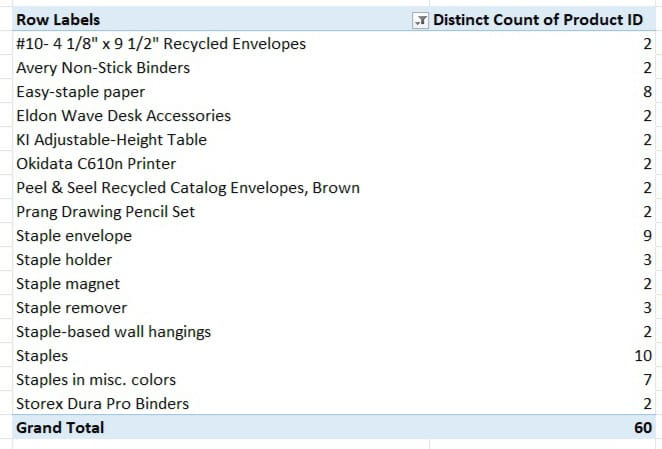 Row Labels Distinct Count of Product ID
#10- 4 1/8" x 9 1/2" Recycled Envelopes 2
Avery Non-Stick Binders 2
Easy-staple paper 8
Eldon Wave Desk Accessories 2
KI Adjustable-Height Table 2
Okidata C610n Printer 2
Peel & Seel Recycled Catalog Envelopes, Brown 2
Prang Drawing Pencil Set 2
Staple envelope 9
Staple holder 3
Staple magnet 2
Staple remover 3
Staple-based wall hangings 2
Staples 10
Staples in misc. colors 7
Storex Dura Pro Binders 2
Grand Total 60